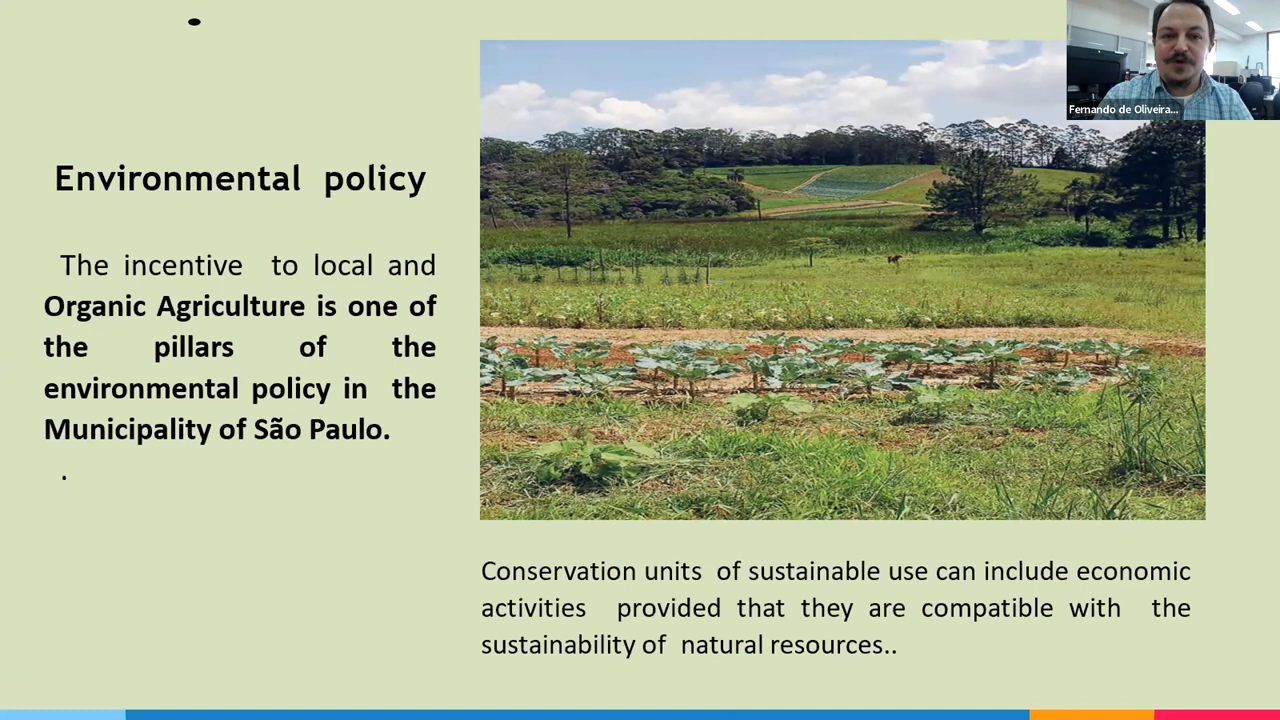 Fernando de Oliveira...
Environmental policy
The incentive to local and
Organic Agriculture is one of
the pillars of the
environmental policy in the
Municipality of São Paulo.
.
Conservation units of sustainable use can include economic
activities provided that they are compatible with the
sustainability of natural resources..